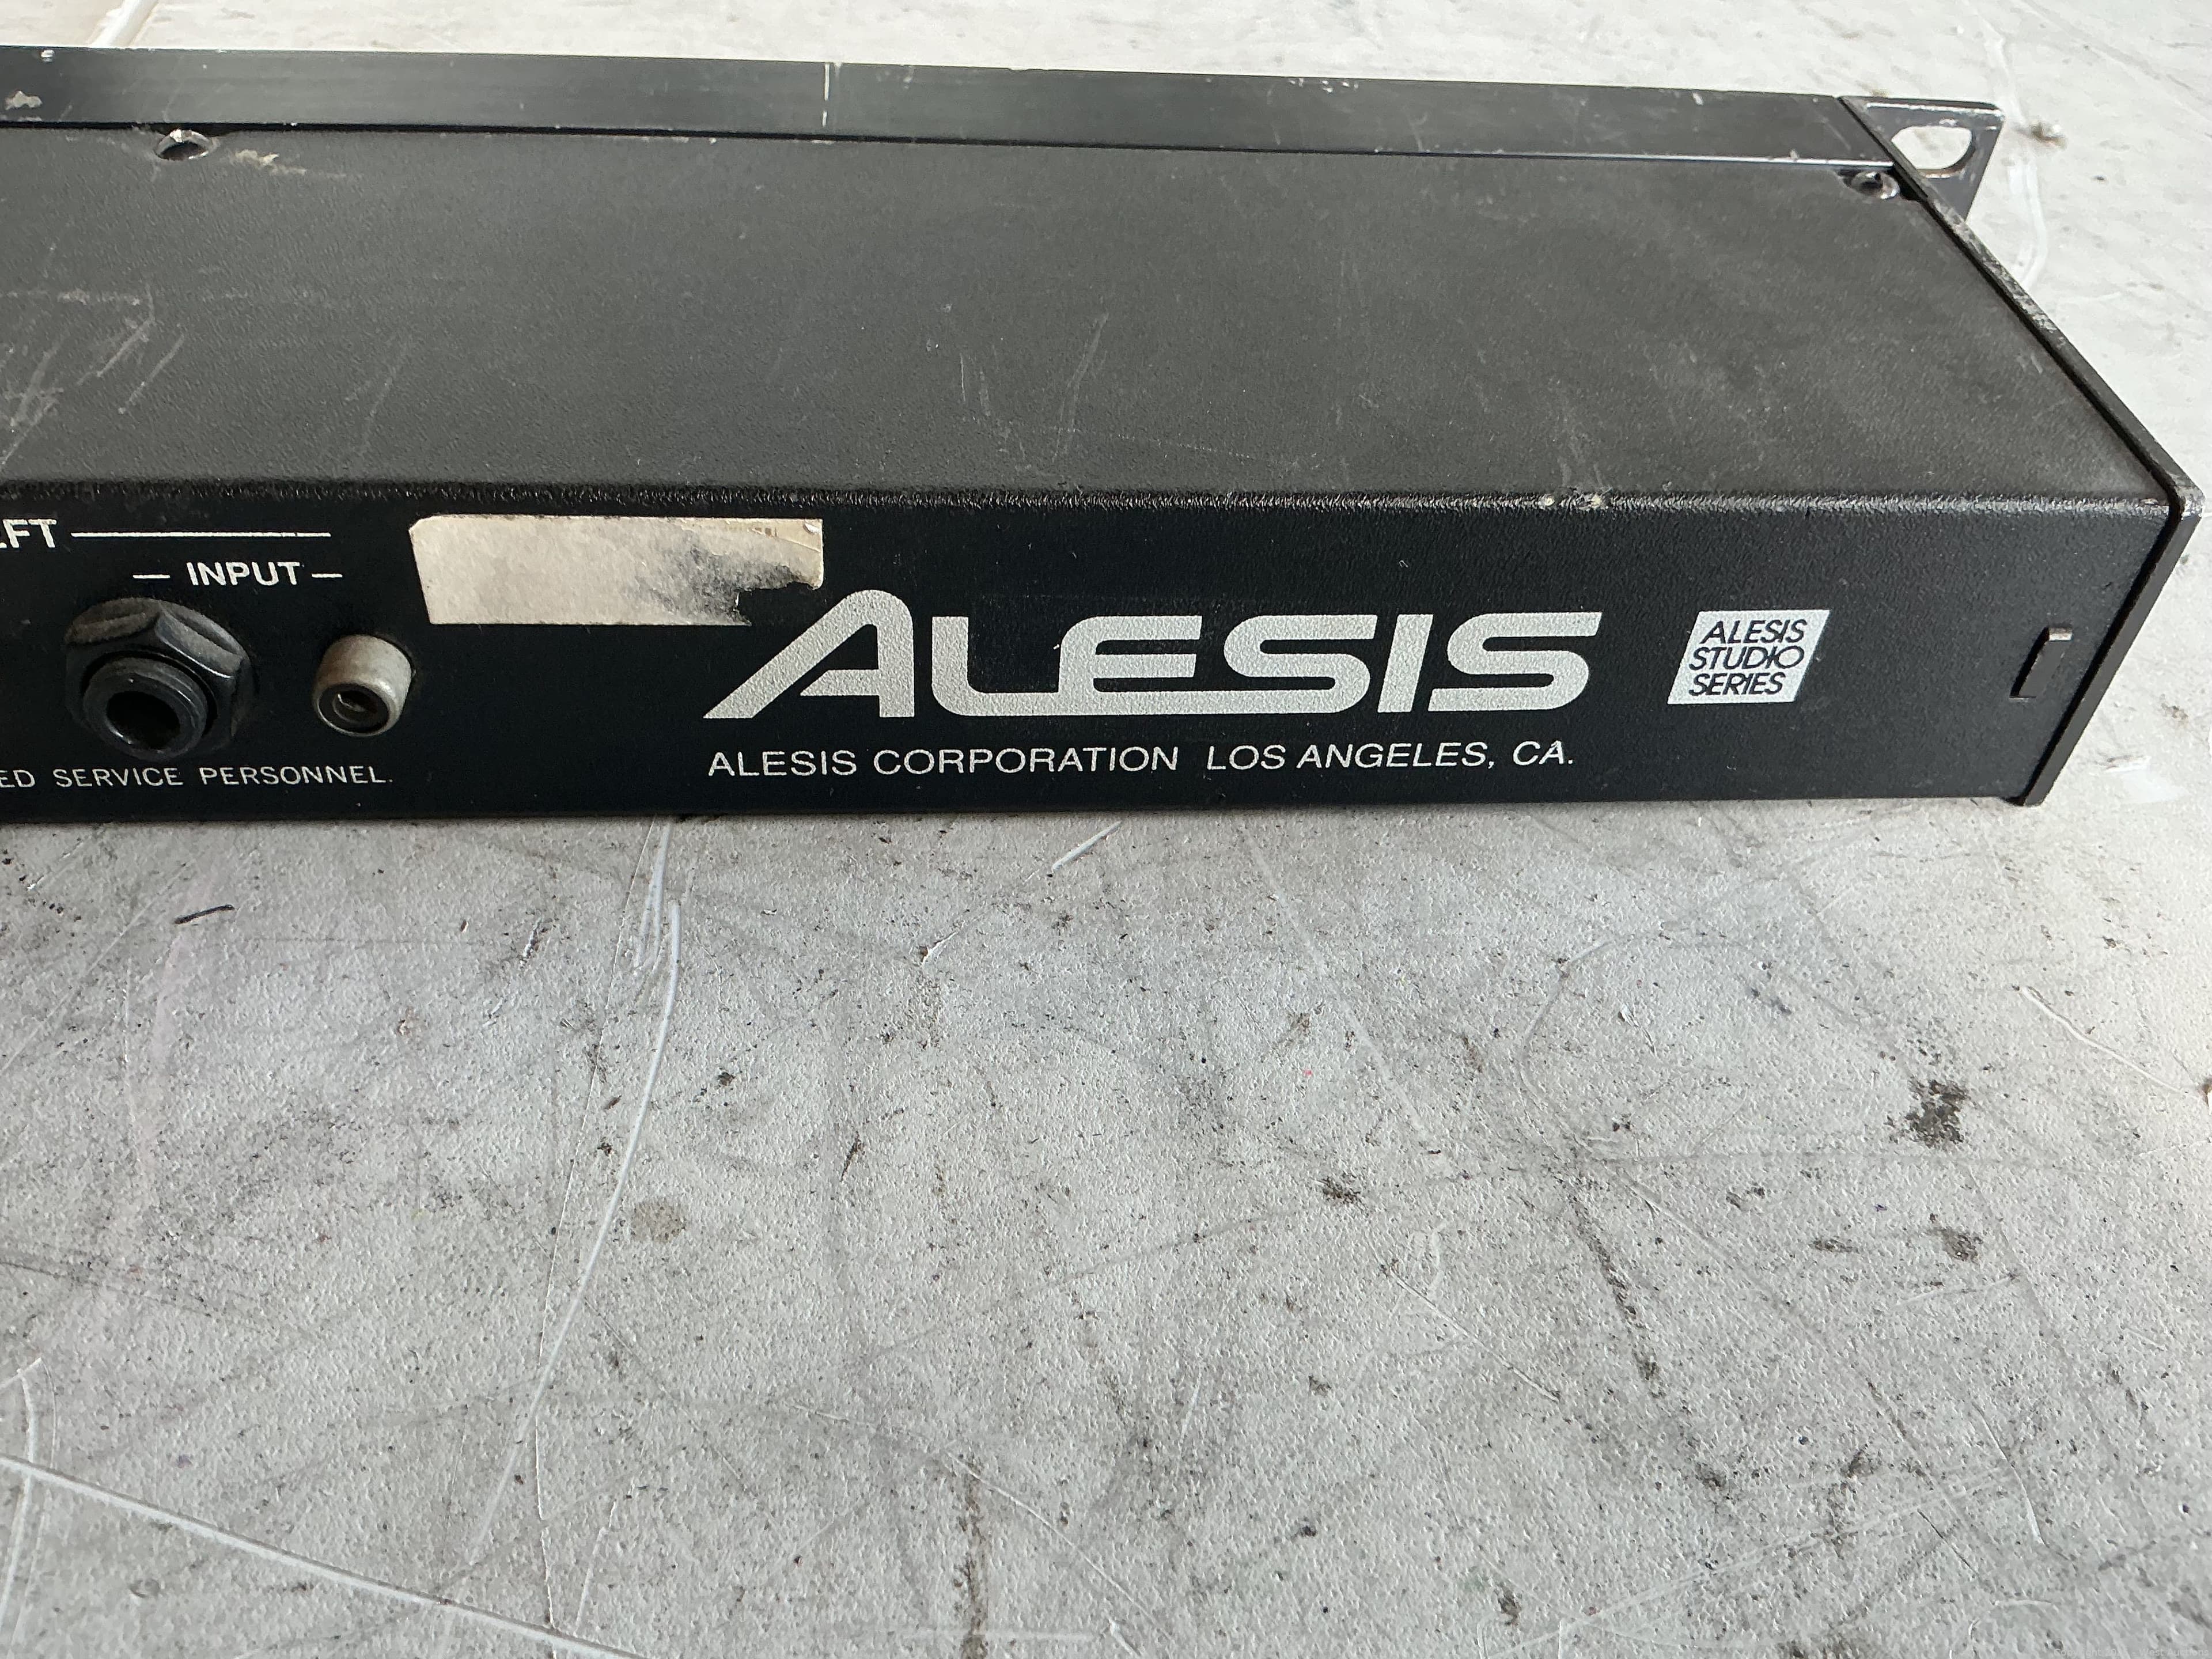 LEFT
INPUT
ED SERVICE PERSONNEL.
ALESIS
ALESIS CORPORATION LOS ANGELES, CA.
ALESIS
STUDIO
SERIES